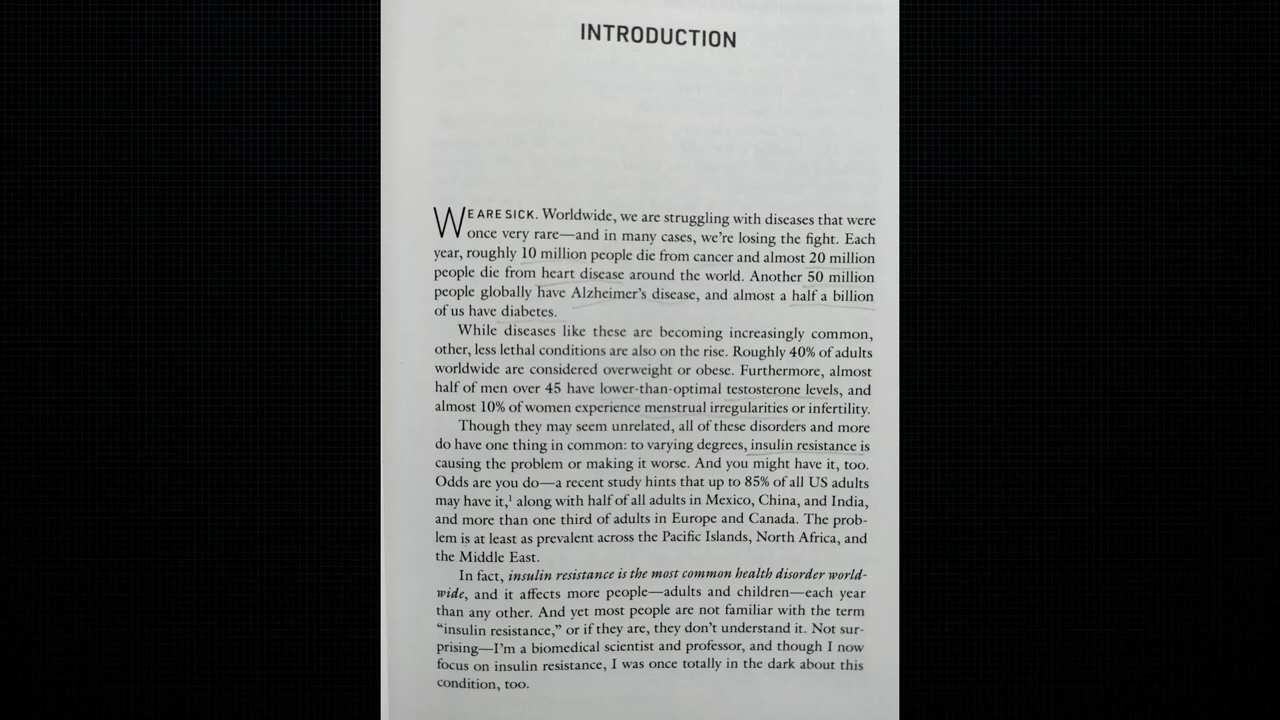 INTRODUCTION
WE ARE SICK. Worldwide, we are struggling with diseases that were
once very rare—and in many cases, we're losing the fight. Each
year, roughly 10 million people die from cancer and almost 20 million
people die from heart disease around the world. Another 50 million
people globally have Alzheimer's disease, and almost a half a billion
of us have diabetes.
While diseases like these are becoming increasingly common,
other, less lethal conditions are also on the rise. Roughly 40% of adults
worldwide are considered overweight or obese. Furthermore, almost
half of men over 45 have lower-than-optimal testosterone levels, and
almost 10% of women experience menstrual irregularities or infertility.
Though they may seem unrelated, all of these disorders and more
do have one thing in common: to varying degrees, insulin resistance is
causing the problem or making it worse. And you might have it, too.
Odds are you do—a recent study hints that up to 85% of all US adults
may have it,¹ along with half of all adults in Mexico, China, and India,
and more than one third of adults in Europe and Canada. The prob-
lem is at least as prevalent across the Pacific Islands, North Africa, and
the Middle East.
In fact, insulin resistance is the most common health disorder world-
wide, and it affects more people—adults and children—each year
than any other. And yet most people are not familiar with the term
“insulin resistance,” or if they are, they don't understand it. Not sur-
prising—I'm a biomedical scientist and professor, and though I now
focus on insulin resistance, I was once totally in the dark about this
condition, too.